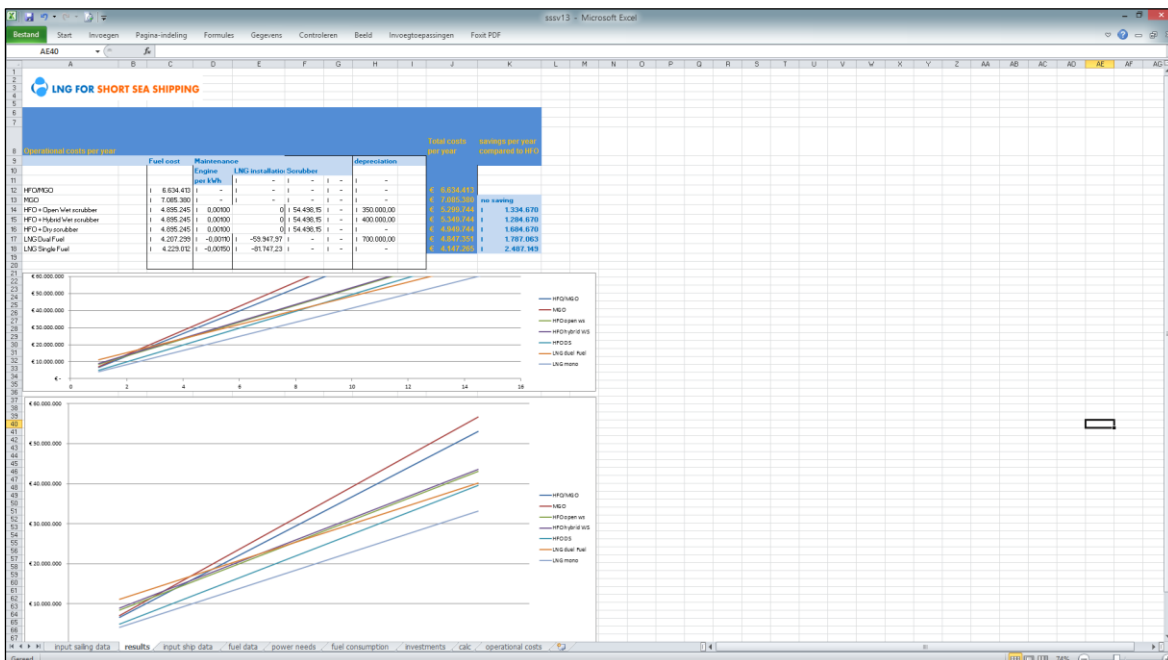 sssv13 - Microsoft Excel
Bestand Start Invoegen Pagina-indeling Formules Gegevens Controleren Beeld Invoegtoepassingen Foxit PDF
AE40 fx
A B C D E F G H I J K L M N O P Q R S T U V W X Y Z AA AB AC AD AE AF AG
LNG FOR SHORT SEA SHIPPING
Operational costs per year Total costs per year savings per year compared to HFO
Fuel cost Maintenance depreciation
Engine LNG installation Scrubber
per kWh
HFO/MGO 6.634.413 - - - - - € 6.634.413
MGO 7.085.380 - - - - - € 7.085.380 no saving
HFO + Open Wet scrubber 4.895.245 0,00100 0 54.498,15 - 350.000,00 € 5.299.744 1.334.670
HFO + Hybrid Wet scrubber 4.895.245 0,00100 0 54.498,15 - 400.000,00 € 5.349.744 1.284.670
HFO + Dry scrubber 4.895.245 0,00100 0 54.498,15 - - € 4.949.744 1.684.670
LNG Dual Fuel 4.207.299 -0,00110 -59.947,97 - - 700.000,00 € 4.847.351 1.787.063
LNG Single Fuel 4.229.012 -0,00150 -81.747,23 - - - € 4.147.265 2.487.149
€ 60.000.000
€ 50.000.000
€ 40.000.000
€ 30.000.000
€ 20.000.000
€ 10.000.000
€ -
0 2 4 6 8 10 12 14 16
HFO/MGO
MGO
HFO open ws
HFO hybrid WS
HFO DS
LNG dual Fuel
LNG mono
€ 60.000.000
€ 50.000.000
€ 40.000.000
€ 30.000.000
€ 20.000.000
€ 10.000.000
HFO/MGO
MGO
HFO open ws
HFO hybrid WS
HFO DS
LNG dual Fuel
LNG mono
input sailing data results input ship data fuel data power needs fuel consumption investments calc operational costs
Gereed 74%